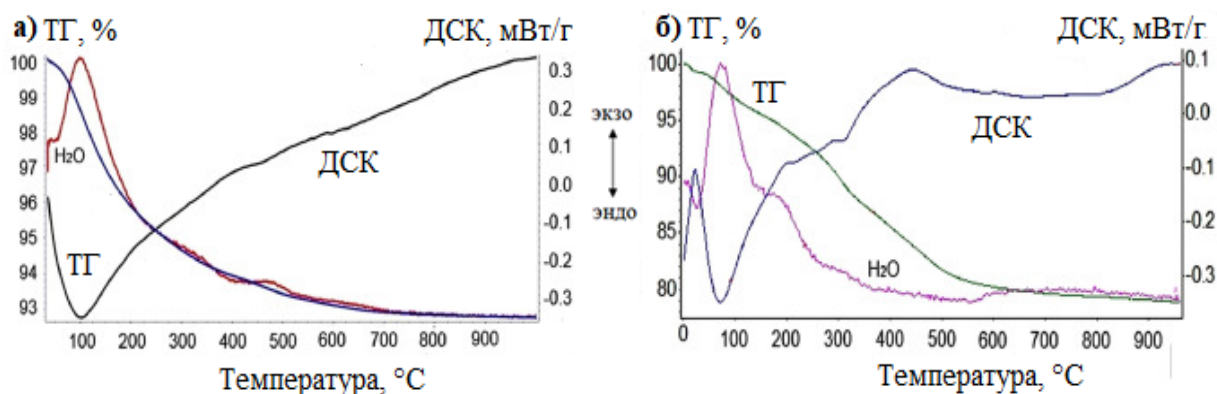 а) ТГ, %
ДСК, мВт/г
100
99
98
97
96
95
94
93
H2O
ТГ
ДСК
0.3
0.2
0.1
0.0
-0.1
-0.2
-0.3
100 200 300 400 500 600 700 800 900
Температура, °C
экзо
эндо
б) ТГ, %
ДСК, мВт/г
100
95
90
85
80
ТГ
ДСК
H2O
0.1
0.0
-0.1
-0.2
-0.3
0 100 200 300 400 500 600 700 800 900
Температура, °C